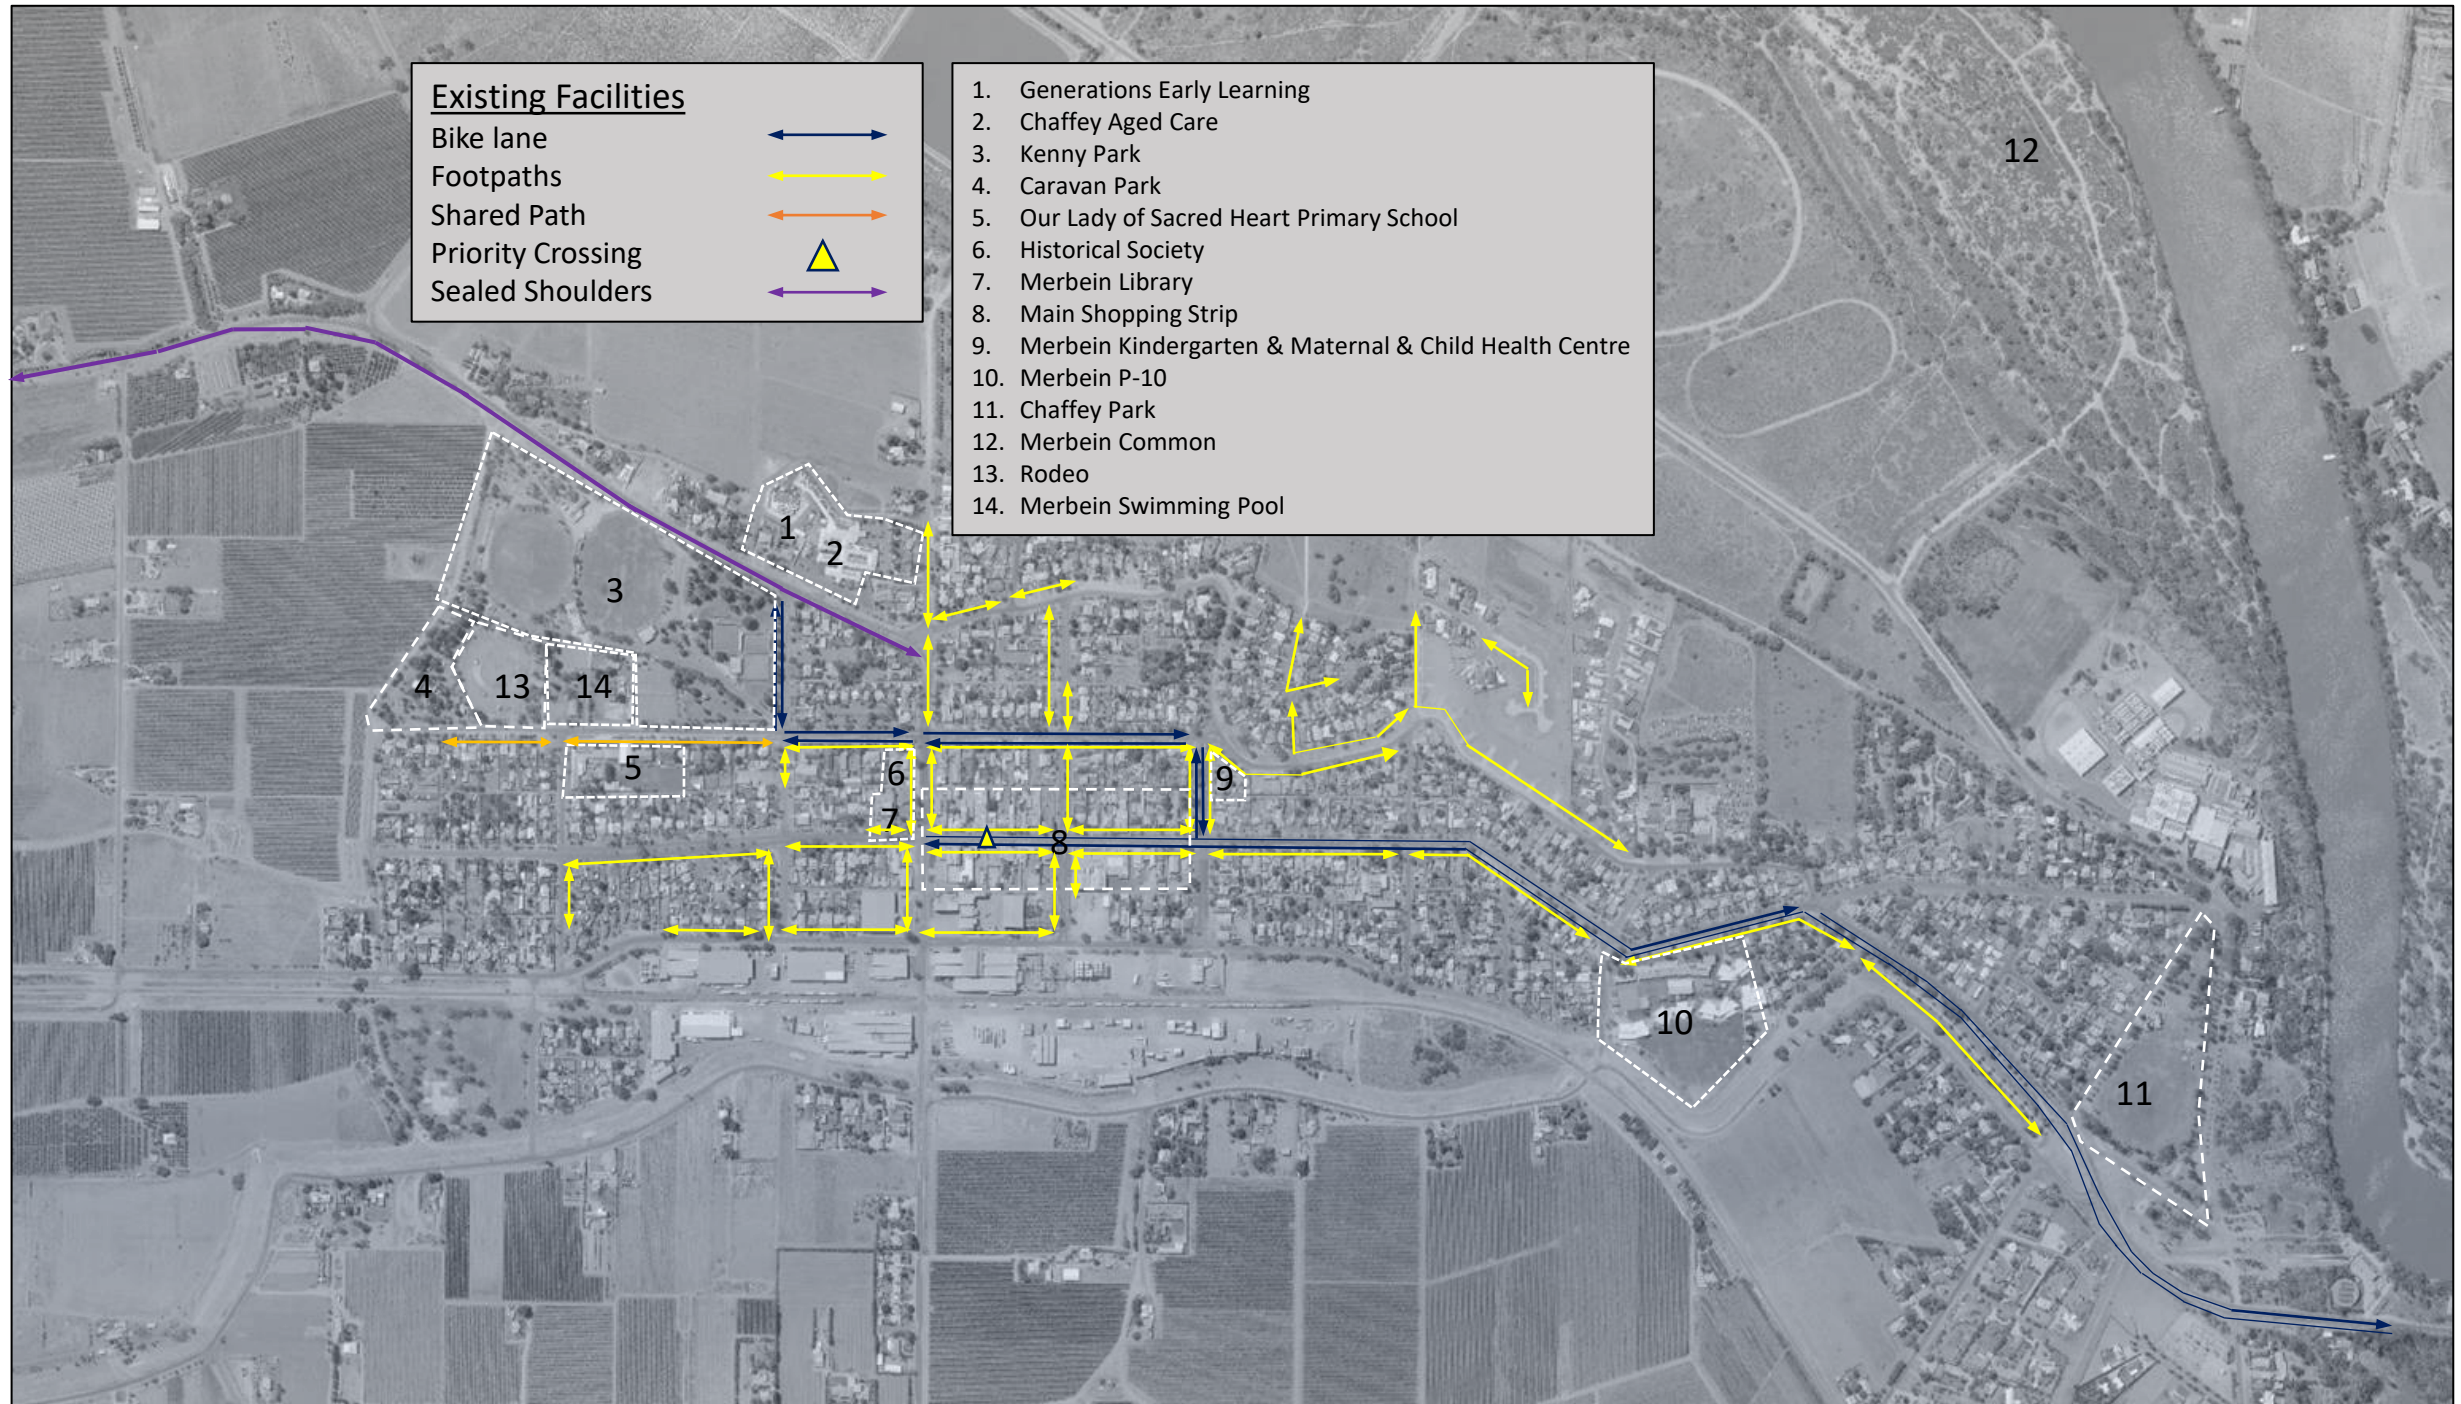 Existing Facilities
Bike lane
Footpaths
Shared Path
Priority Crossing
Sealed Shoulders
1. Generations Early Learning
2. Chaffey Aged Care
3. Kenny Park
4. Caravan Park
5. Our Lady of Sacred Heart Primary School
6. Historical Society
7. Merbein Library
8. Main Shopping Strip
9. Merbein Kindergarten & Maternal & Child Health Centre
10. Merbein P-10
11. Chaffey Park
12. Merbein Common
13. Rodeo
14. Merbein Swimming Pool
12
1
2
3
4
13
14
5
6
7
8
9
10
11